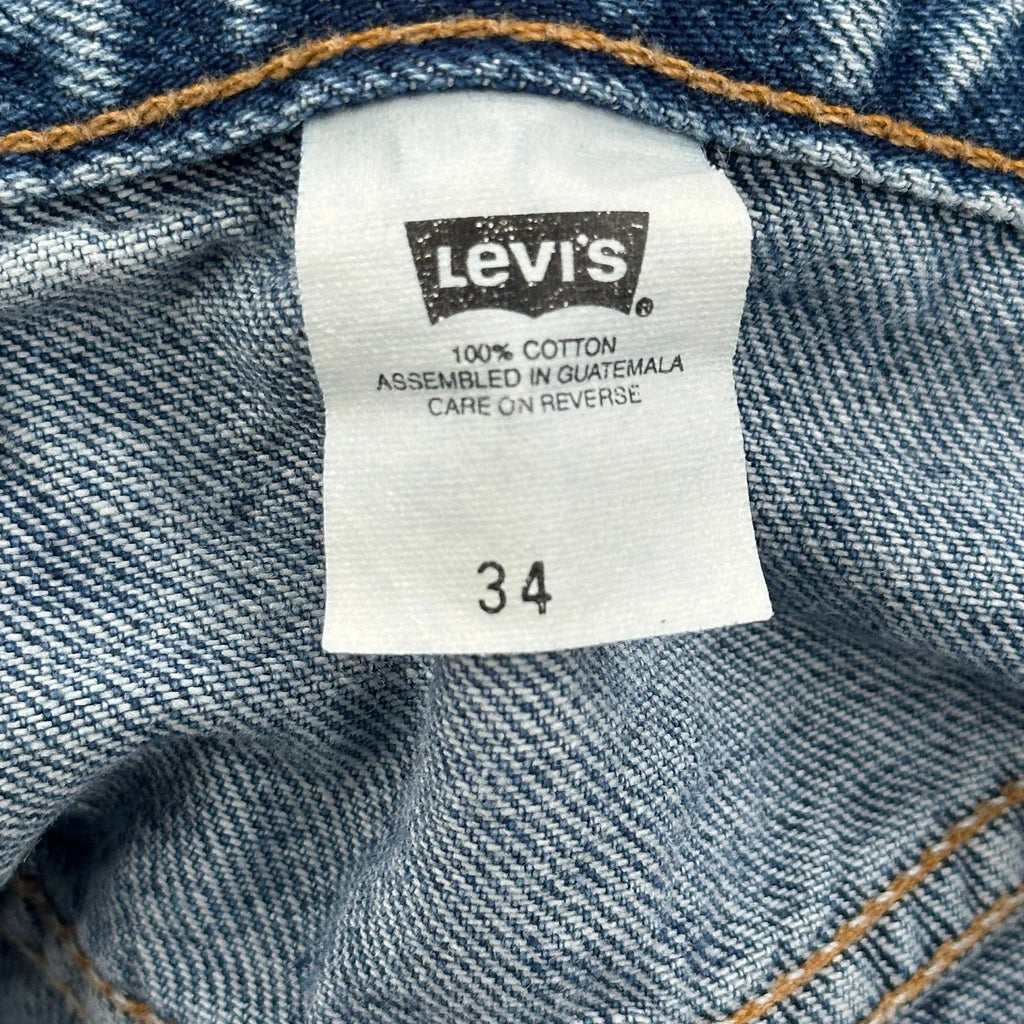 Levi's®
100% COTTON
ASSEMBLED IN GUATEMALA
CARE ON REVERSE
34